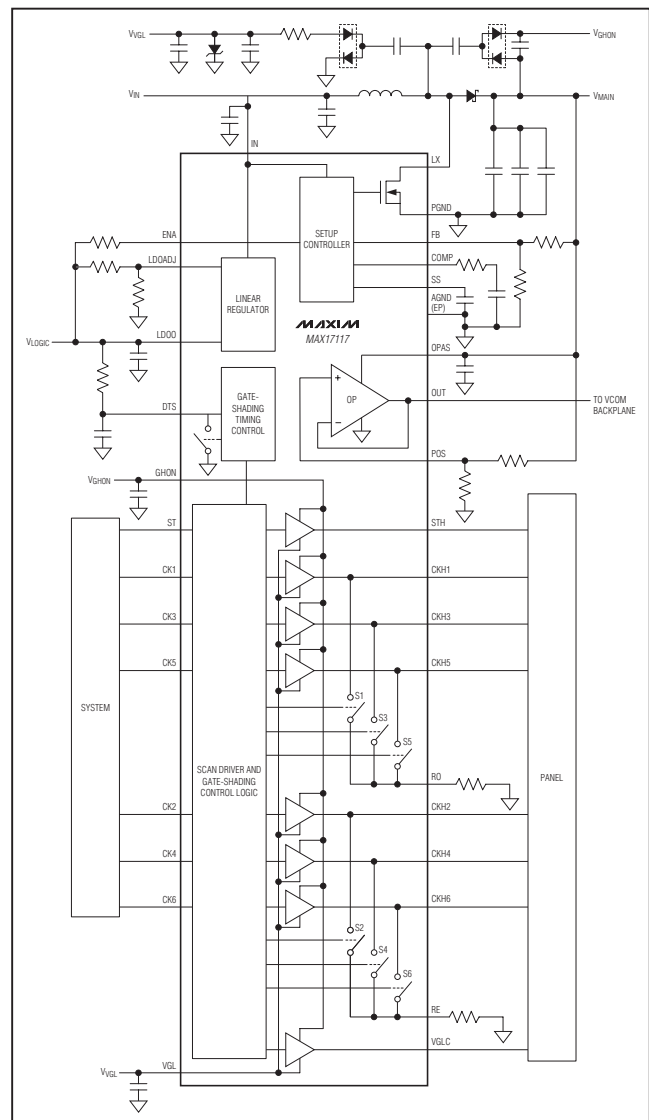 VVGL
VGHON
VIN
VMAIN
IN
LX
PGND
SETUP
CONTROLLER
ENA
FB
COMP
LDOADJ
SS
LINEAR
REGULATOR
AGND
(EP)
MAXIM
MAX17117
VLOGIC
LDOO
OPAS
GATE-
SHADING
TIMING
CONTROL
+
OP
-
OUT
TO VCOM
BACKPLANE
DTS
POS
VGHON
GHON
ST
STH
CK1
CKH1
CK3
CKH3
CK5
CKH5
SYSTEM
S1
S3
S5
SCAN DRIVER AND
GATE-SHADING
CONTROL LOGIC
RO
PANEL
CK2
CKH2
CK4
CKH4
CK6
CKH6
S2
S4
S6
RE
VGLC
VVGL
VGL